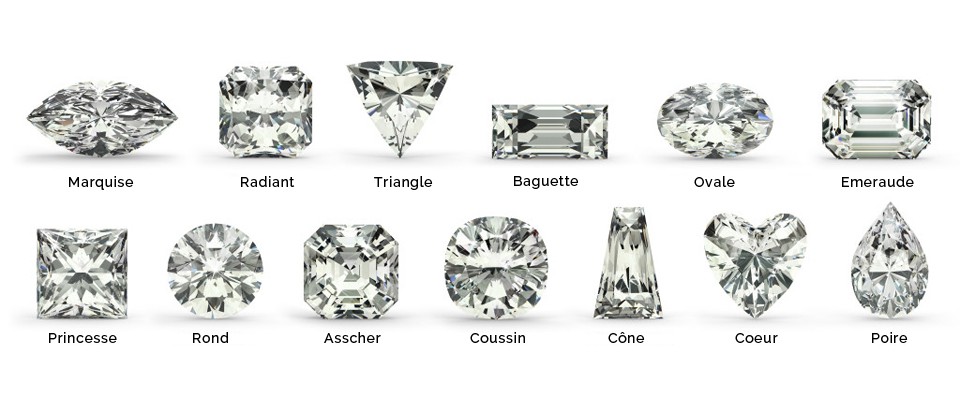 Marquise
Radiant
Triangle
Baguette
Ovale
Emeraude
Princesse
Rond
Asscher
Coussin
Cône
Coeur
Poire